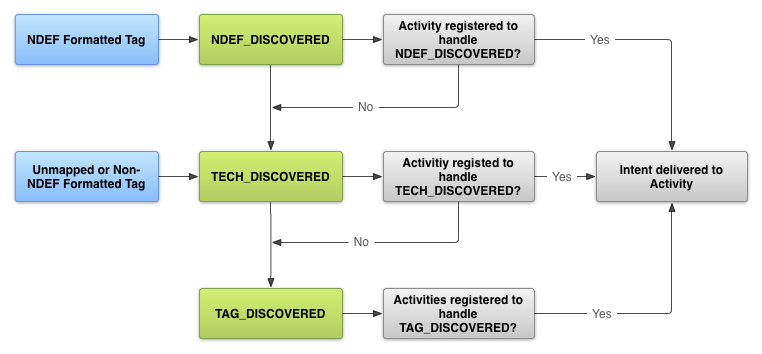 NDEF Formatted Tag
NDEF_DISCOVERED
Activity registered to
handle
NDEF_DISCOVERED?
Yes
No
Unmapped or Non-
NDEF Formatted Tag
TECH_DISCOVERED
Activitiy registed to
handle
TECH_DISCOVERED?
Yes
Intent delivered to
Activity
No
TAG_DISCOVERED
Activities registered to
handle
TAG_DISCOVERED?
Yes